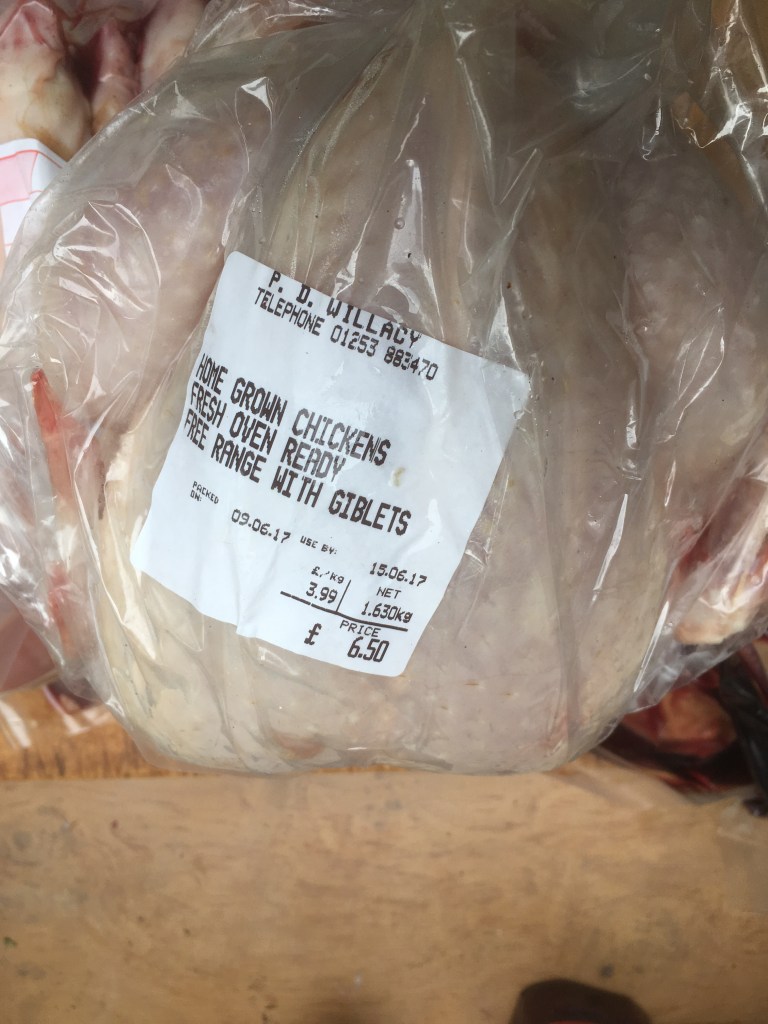 P. D. WILLACY
TELEPHONE 01253 883470
HOME GROWN CHICKENS
FRESH OVEN READY
FREE RANGE WITH GIBLETS
PACKED
ON: 09.06.17 USE BY: 15.06.17
£/kg NET
3.99 1.630kg
PRICE
£ 6.50